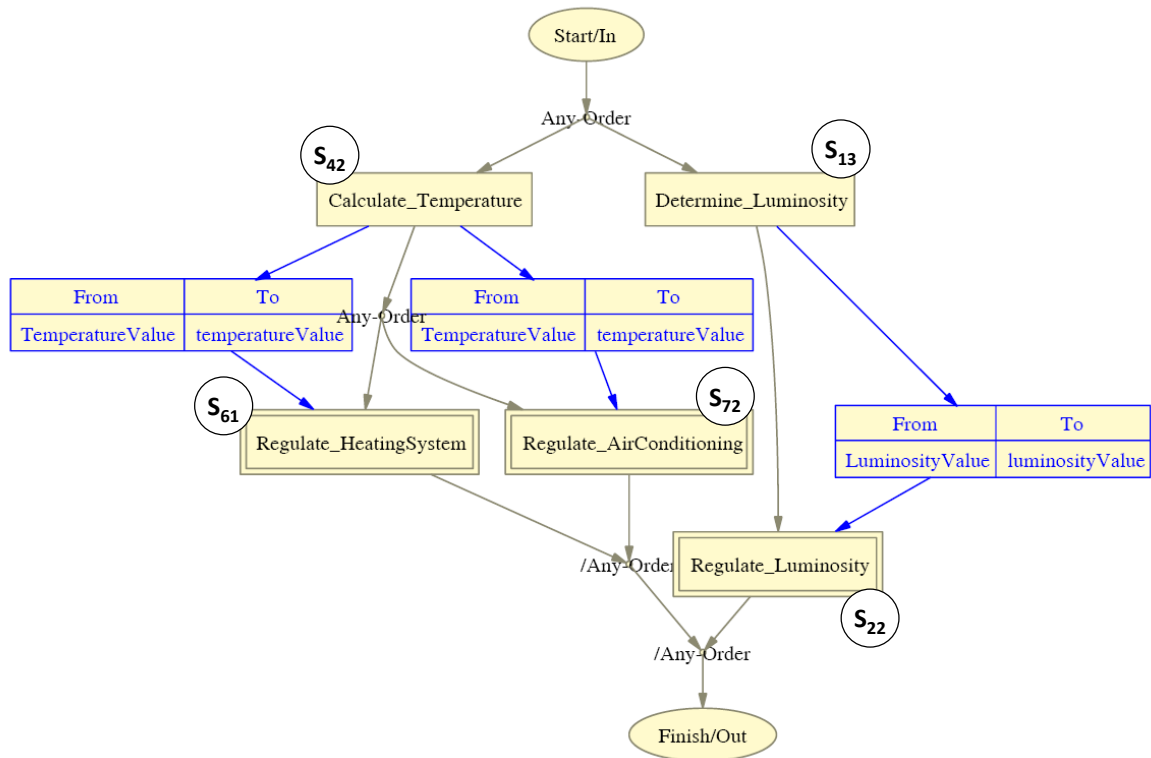 Start/In
Any-Order
S42
S13
Calculate_Temperature
Determine_Luminosity
From To
TemperatureValue temperatureValue
From To
TemperatureValue temperatureValue
Any-Order
S61
S72
Regulate_HeatingSystem
Regulate_AirConditioning
From To
LuminosityValue luminosityValue
/Any-Order
Regulate_Luminosity
S22
/Any-Order
Finish/Out